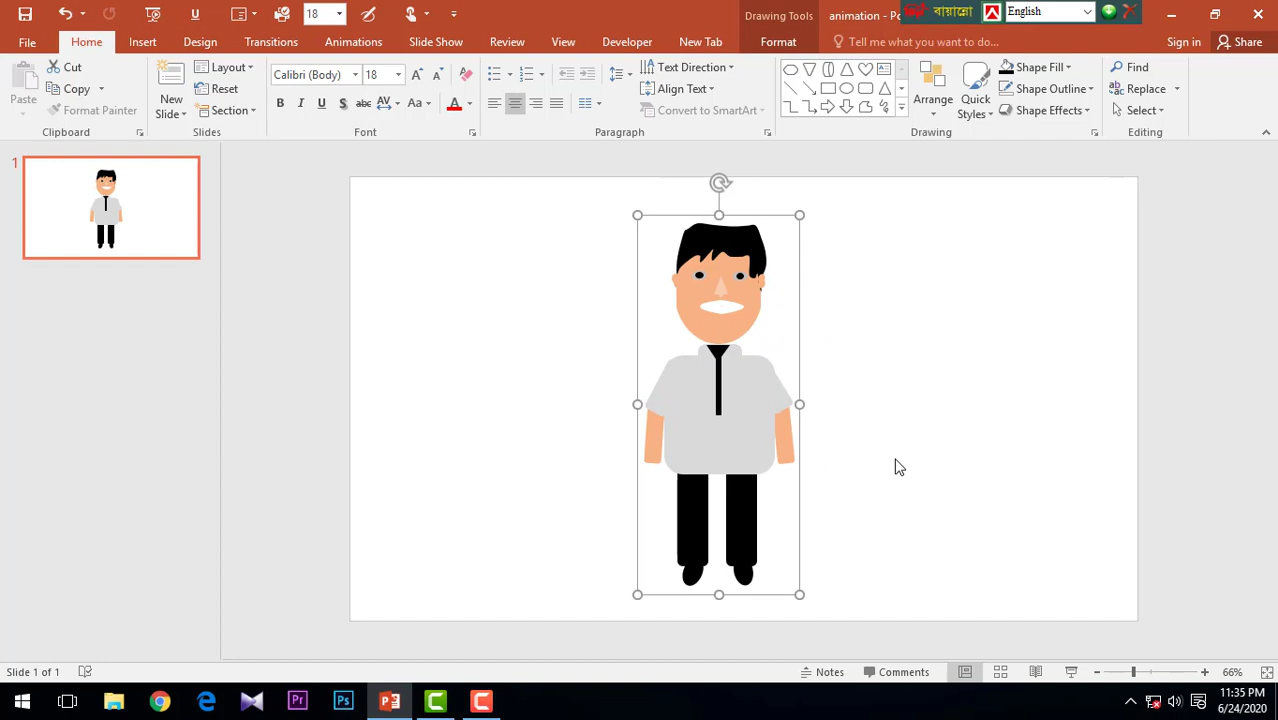 18
Drawing Tools
animation - Po
বায়ান্নো
English
File
Home
Insert
Design
Transitions
Animations
Slide Show
Review
View
Developer
New Tab
Format
Tell me what you want to do...
Sign in
Share
Paste
Cut
Copy
Format Painter
Clipboard
New
Slide
Layout
Reset
Section
Slides
Calibri (Body)
18
B I U S abc AV Aa A
Font
Text Direction
Align Text
Convert to SmartArt
Paragraph
Arrange
Quick
Styles
Shape Fill
Shape Outline
Shape Effects
Drawing
Find
Replace
Select
Editing
1
Slide 1 of 1
Notes
Comments
66%
Pr
Ps
11:35 PM
6/24/2020